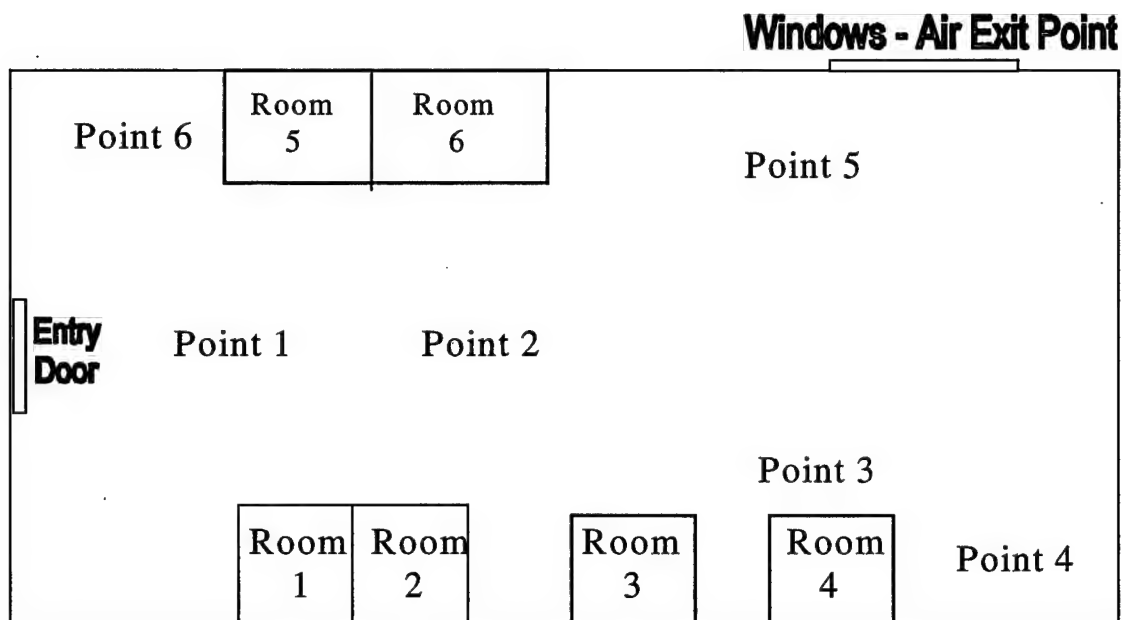 Windows - Air Exit Point
Room
5
Room
6
Point 6
Point 5
Entry
Door
Point 1
Point 2
Point 3
Room
1
Room
2
Room
3
Room
4
Point 4